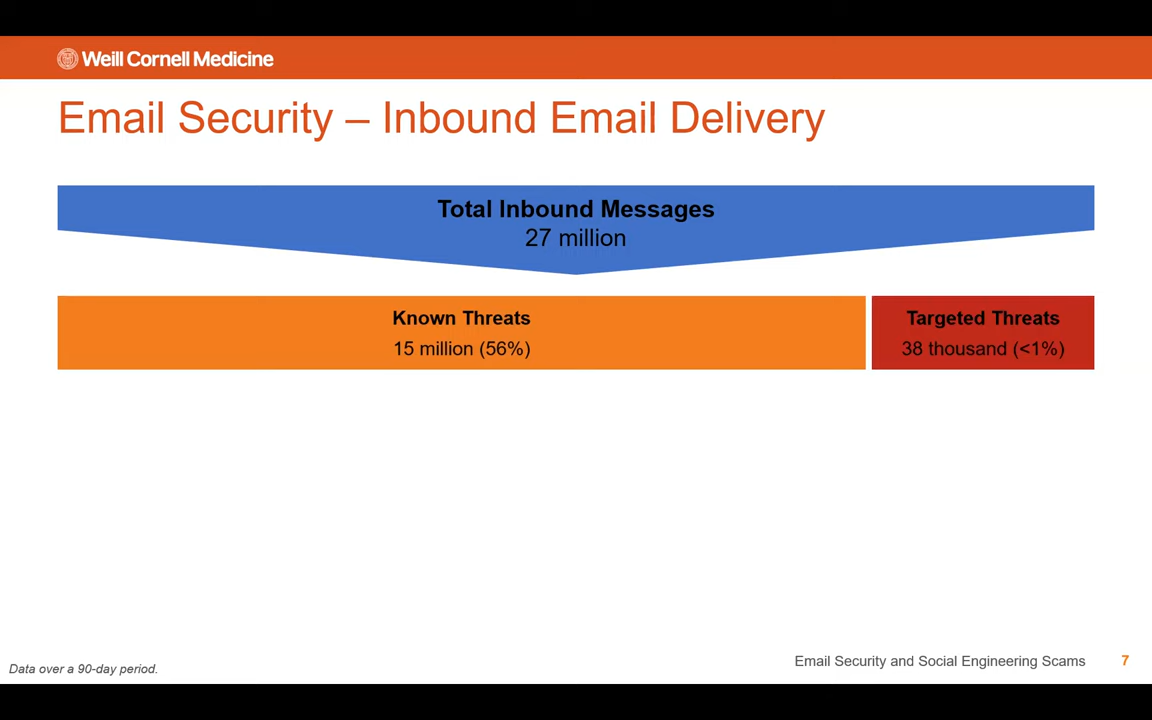 Weill Cornell Medicine
Email Security – Inbound Email Delivery
Total Inbound Messages
27 million
Known Threats
15 million (56%)
Targeted Threats
38 thousand (<1%)
Data over a 90-day period.
Email Security and Social Engineering Scams 7